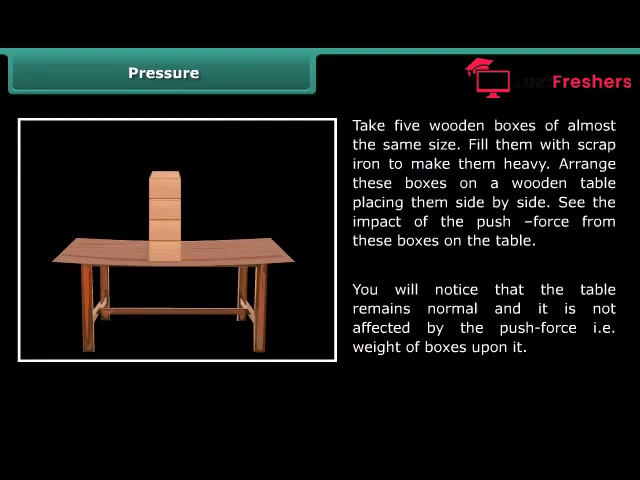 Pressure
Just Freshers
Take five wooden boxes of almost
the same size. Fill them with scrap
iron to make them heavy. Arrange
these boxes on a wooden table
placing them side by side. See the
impact of the push –force from
these boxes on the table.
You will notice that the table
remains normal and it is not
affected by the push-force i.e.
weight of boxes upon it.